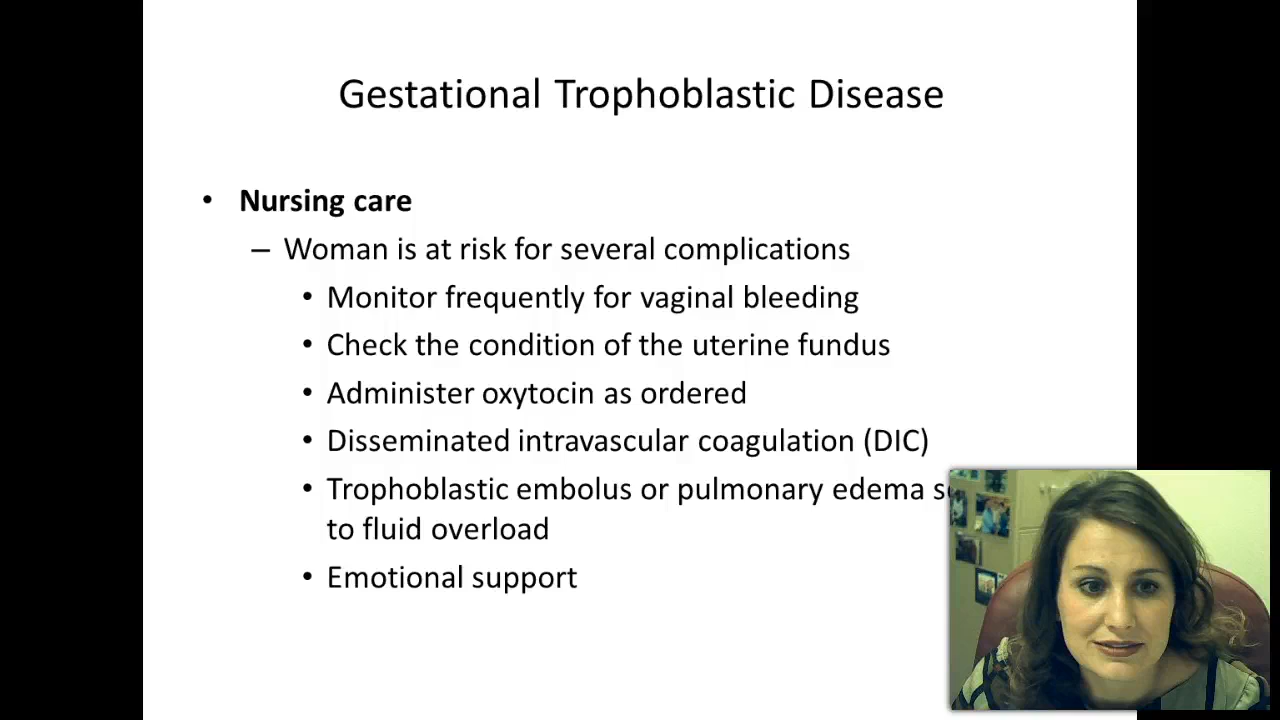 Gestational Trophoblastic Disease
• Nursing care
– Woman is at risk for several complications
• Monitor frequently for vaginal bleeding
• Check the condition of the uterine fundus
• Administer oxytocin as ordered
• Disseminated intravascular coagulation (DIC)
• Trophoblastic embolus or pulmonary edema
to fluid overload
• Emotional support